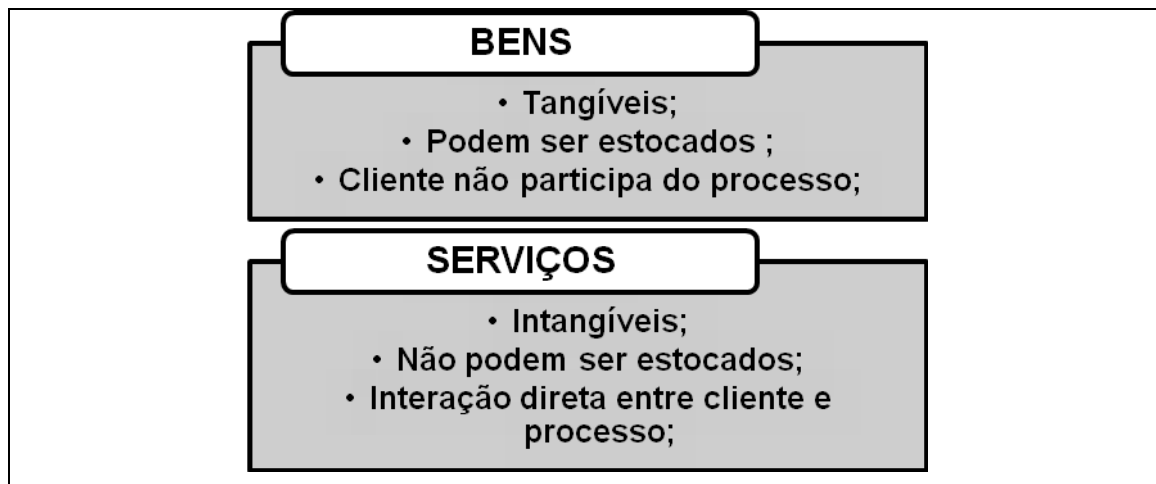 BENS
• Tangíveis;
• Podem ser estocados ;
• Cliente não participa do processo;
SERVIÇOS
• Intangíveis;
• Não podem ser estocados;
• Interação direta entre cliente e
processo;